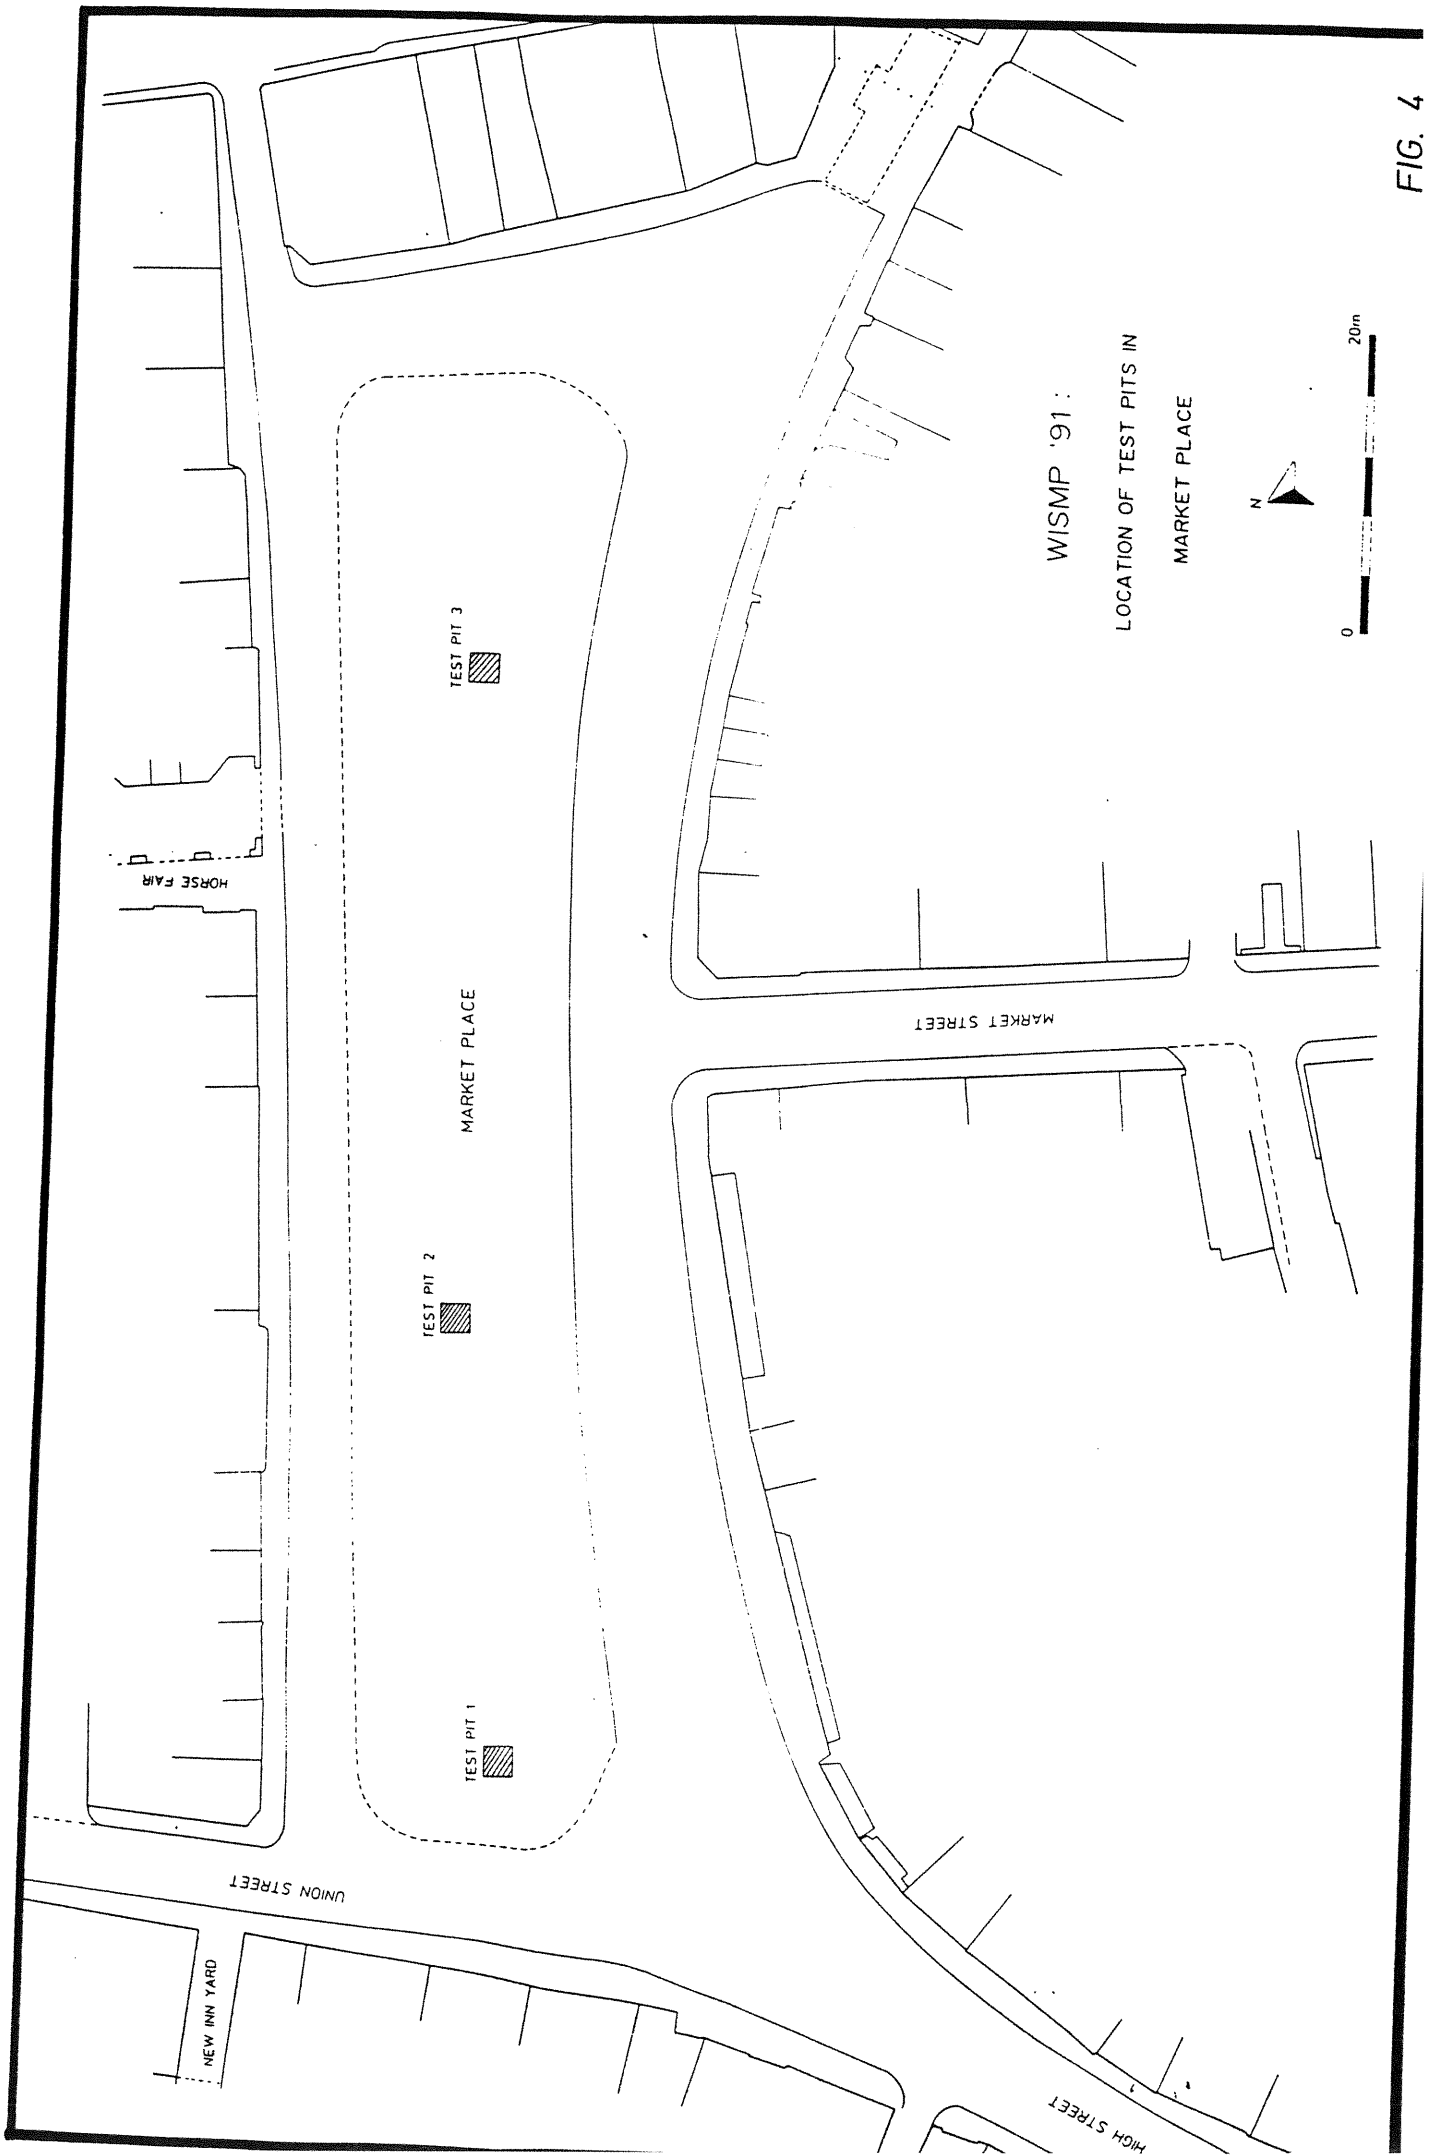 FIG. 4
WISMP '91 :
LOCATION OF TEST PITS IN
MARKET PLACE
N
0
20m
TEST PIT 1
TEST PIT 2
TEST PIT 3
MARKET PLACE
HORSE FAIR
MARKET STREET
UNION STREET
NEW INN YARD
HIGH STREET